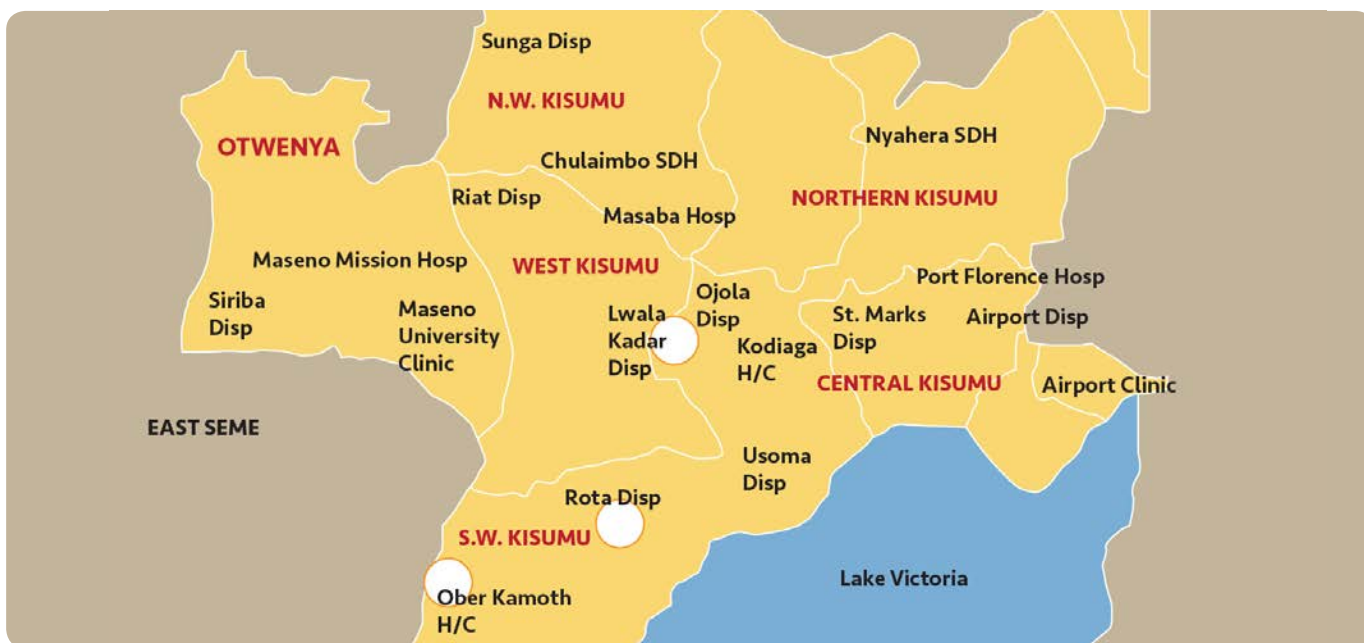 Sunga Disp
N.W. KISUMU
Nyahera SDH
OTWENYA
Chulaimbo SDH
Riat Disp
NORTHERN KISUMU
Masaba Hosp
Maseno Mission Hosp
WEST KISUMU
Port Florence Hosp
Siriba
Disp
Maseno
University
Clinic
Lwala
Kadar
Disp
Ojola
Disp
Kodiaga
H/C
St. Marks
Disp
Airport Disp
CENTRAL KISUMU
Airport Clinic
EAST SEME
Usoma
Disp
Rota Disp
S.W. KISUMU
Ober Kamoth
H/C
Lake Victoria